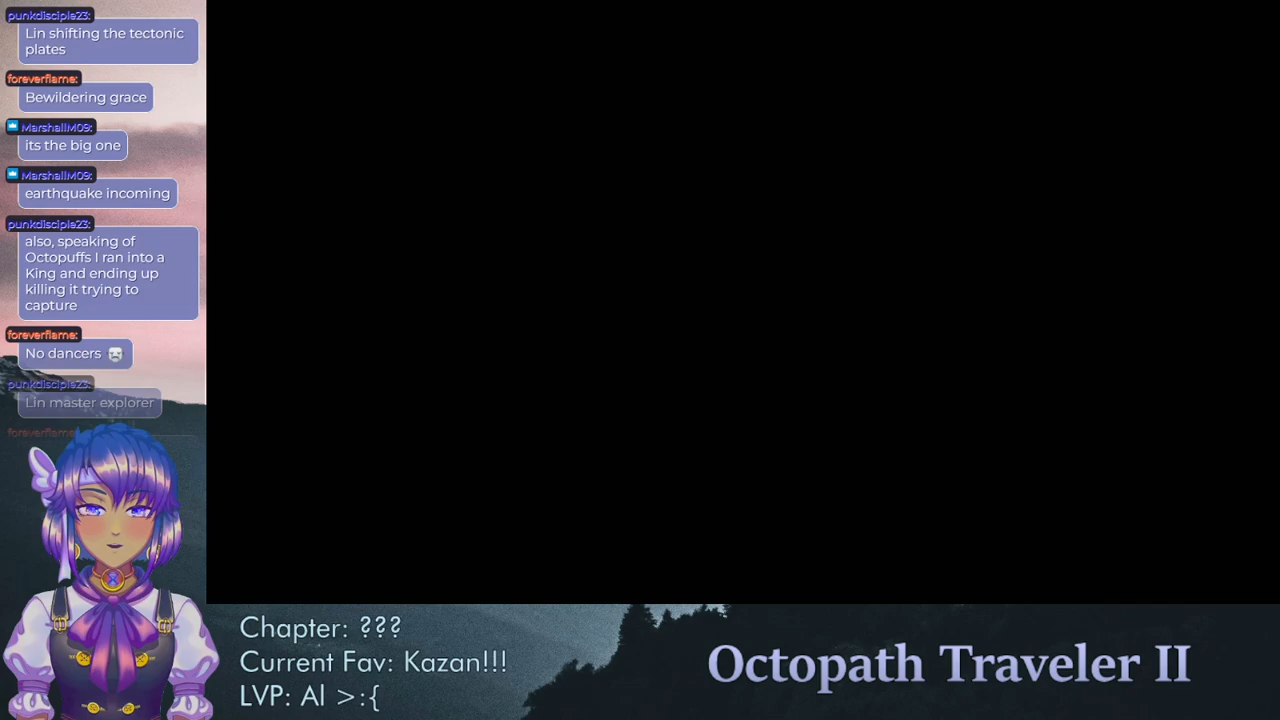 punkdisciple23:
Lin shifting the tectonic
plates
foreverflame:
Bewildering grace
MarshallM09:
its the big one
MarshallM09:
earthquake incoming
punkdisciple23:
also, speaking of
Octopuffs I ran into a
King and ending up
killing it trying to
capture
foreverflame:
No dancers
punkdisciple23:
Lin master explorer
foreverflame:
Chapter: ???
Current Fav: Kazan!!!
LVP: Al >:{
Octopath Traveler II